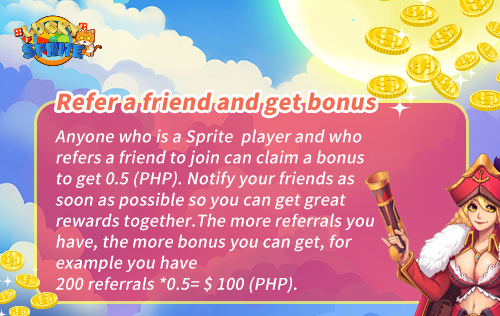 LUCKY
SPRITE
Refer a friend and get bonus
Anyone who is a Sprite player and who
refers a friend to join can claim a bonus
to get 0.5 (PHP). Notify your friends as
soon as possible so you can get great
rewards together.The more referrals you
have, the more bonus you can get, for
example you have
200 referrals *0.5= $ 100 (PHP).